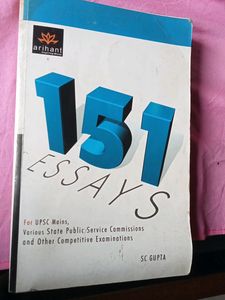 arihant
151
ESSAYS
For UPSC Mains,
Various State Public Service Commissions
and Other Competitive Examinations
SC GUPTA